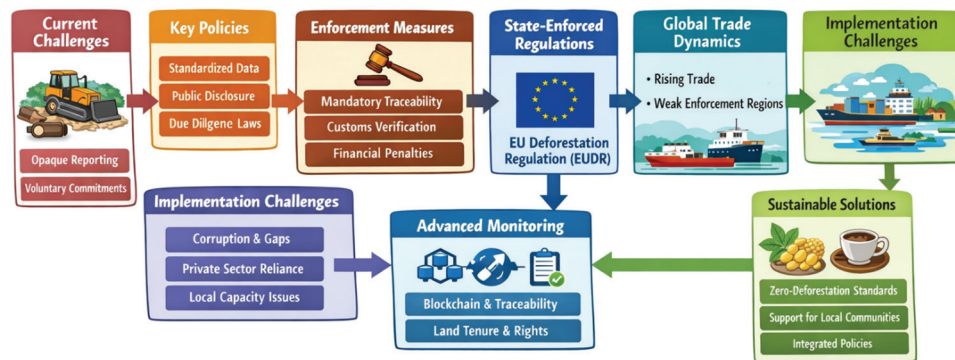 Current
Challenges
Opaque Reporting
Voluntary Commitments
Key Policies
Standardized Data
Public Disclosure
Due Dilgenc Laws
Enforcement Measures
Mandatory Traceability
Customs Verification
Financial Penalties
State-Enforced
Regulations
EU Deforestation
Regulation (EUDR)
Global Trade
Dynamics
• Rising Trade
• Weak Enforcement Regions
Implementation
Challenges
Implementation Challenges
Corruption & Gaps
Private Sector Reliance
Local Capacity Issues
Advanced Monitoring
Blockchain & Traceability
Land Tenure & Rights
Sustainable Solutions
Zero-Deforestation Standards
Support for Local Communities
Integrated Policies